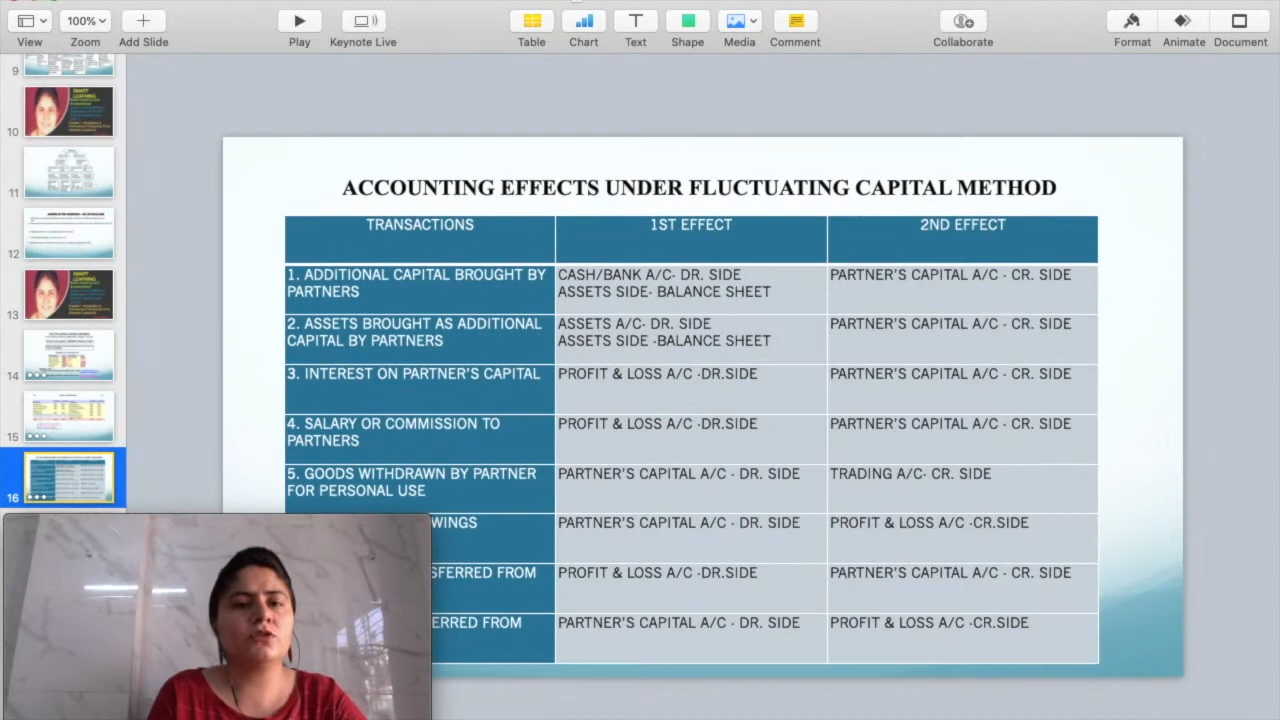 100%
View
Zoom
Add Slide
Play
Keynote Live
Table
Chart
Text
Shape
Media
Comment
Collaborate
Format
Animate
Document
9
10
SMART
LEARNING
11
12
13
SMART
LEARNING
14
15
16
ACCOUNTING EFFECTS UNDER FLUCTUATING CAPITAL METHOD
TRANSACTIONS
1ST EFFECT
2ND EFFECT
1. ADDITIONAL CAPITAL BROUGHT BY
PARTNERS
CASH/BANK A/C- DR. SIDE
ASSETS SIDE- BALANCE SHEET
PARTNER'S CAPITAL A/C - CR. SIDE
2. ASSETS BROUGHT AS ADDITIONAL
CAPITAL BY PARTNERS
ASSETS A/C- DR. SIDE
ASSETS SIDE -BALANCE SHEET
PARTNER'S CAPITAL A/C - CR. SIDE
3. INTEREST ON PARTNER'S CAPITAL
PROFIT & LOSS A/C -DR.SIDE
PARTNER'S CAPITAL A/C - CR. SIDE
4. SALARY OR COMMISSION TO
PARTNERS
PROFIT & LOSS A/C -DR.SIDE
PARTNER'S CAPITAL A/C - CR. SIDE
5. GOODS WITHDRAWN BY PARTNER
FOR PERSONAL USE
PARTNER'S CAPITAL A/C - DR. SIDE
TRADING A/C- CR. SIDE
WINGS
PARTNER'S CAPITAL A/C - DR. SIDE
PROFIT & LOSS A/C -CR.SIDE
SFERRED FROM
PROFIT & LOSS A/C -DR.SIDE
PARTNER'S CAPITAL A/C - CR. SIDE
ERRED FROM
PARTNER'S CAPITAL A/C - DR. SIDE
PROFIT & LOSS A/C -CR.SIDE